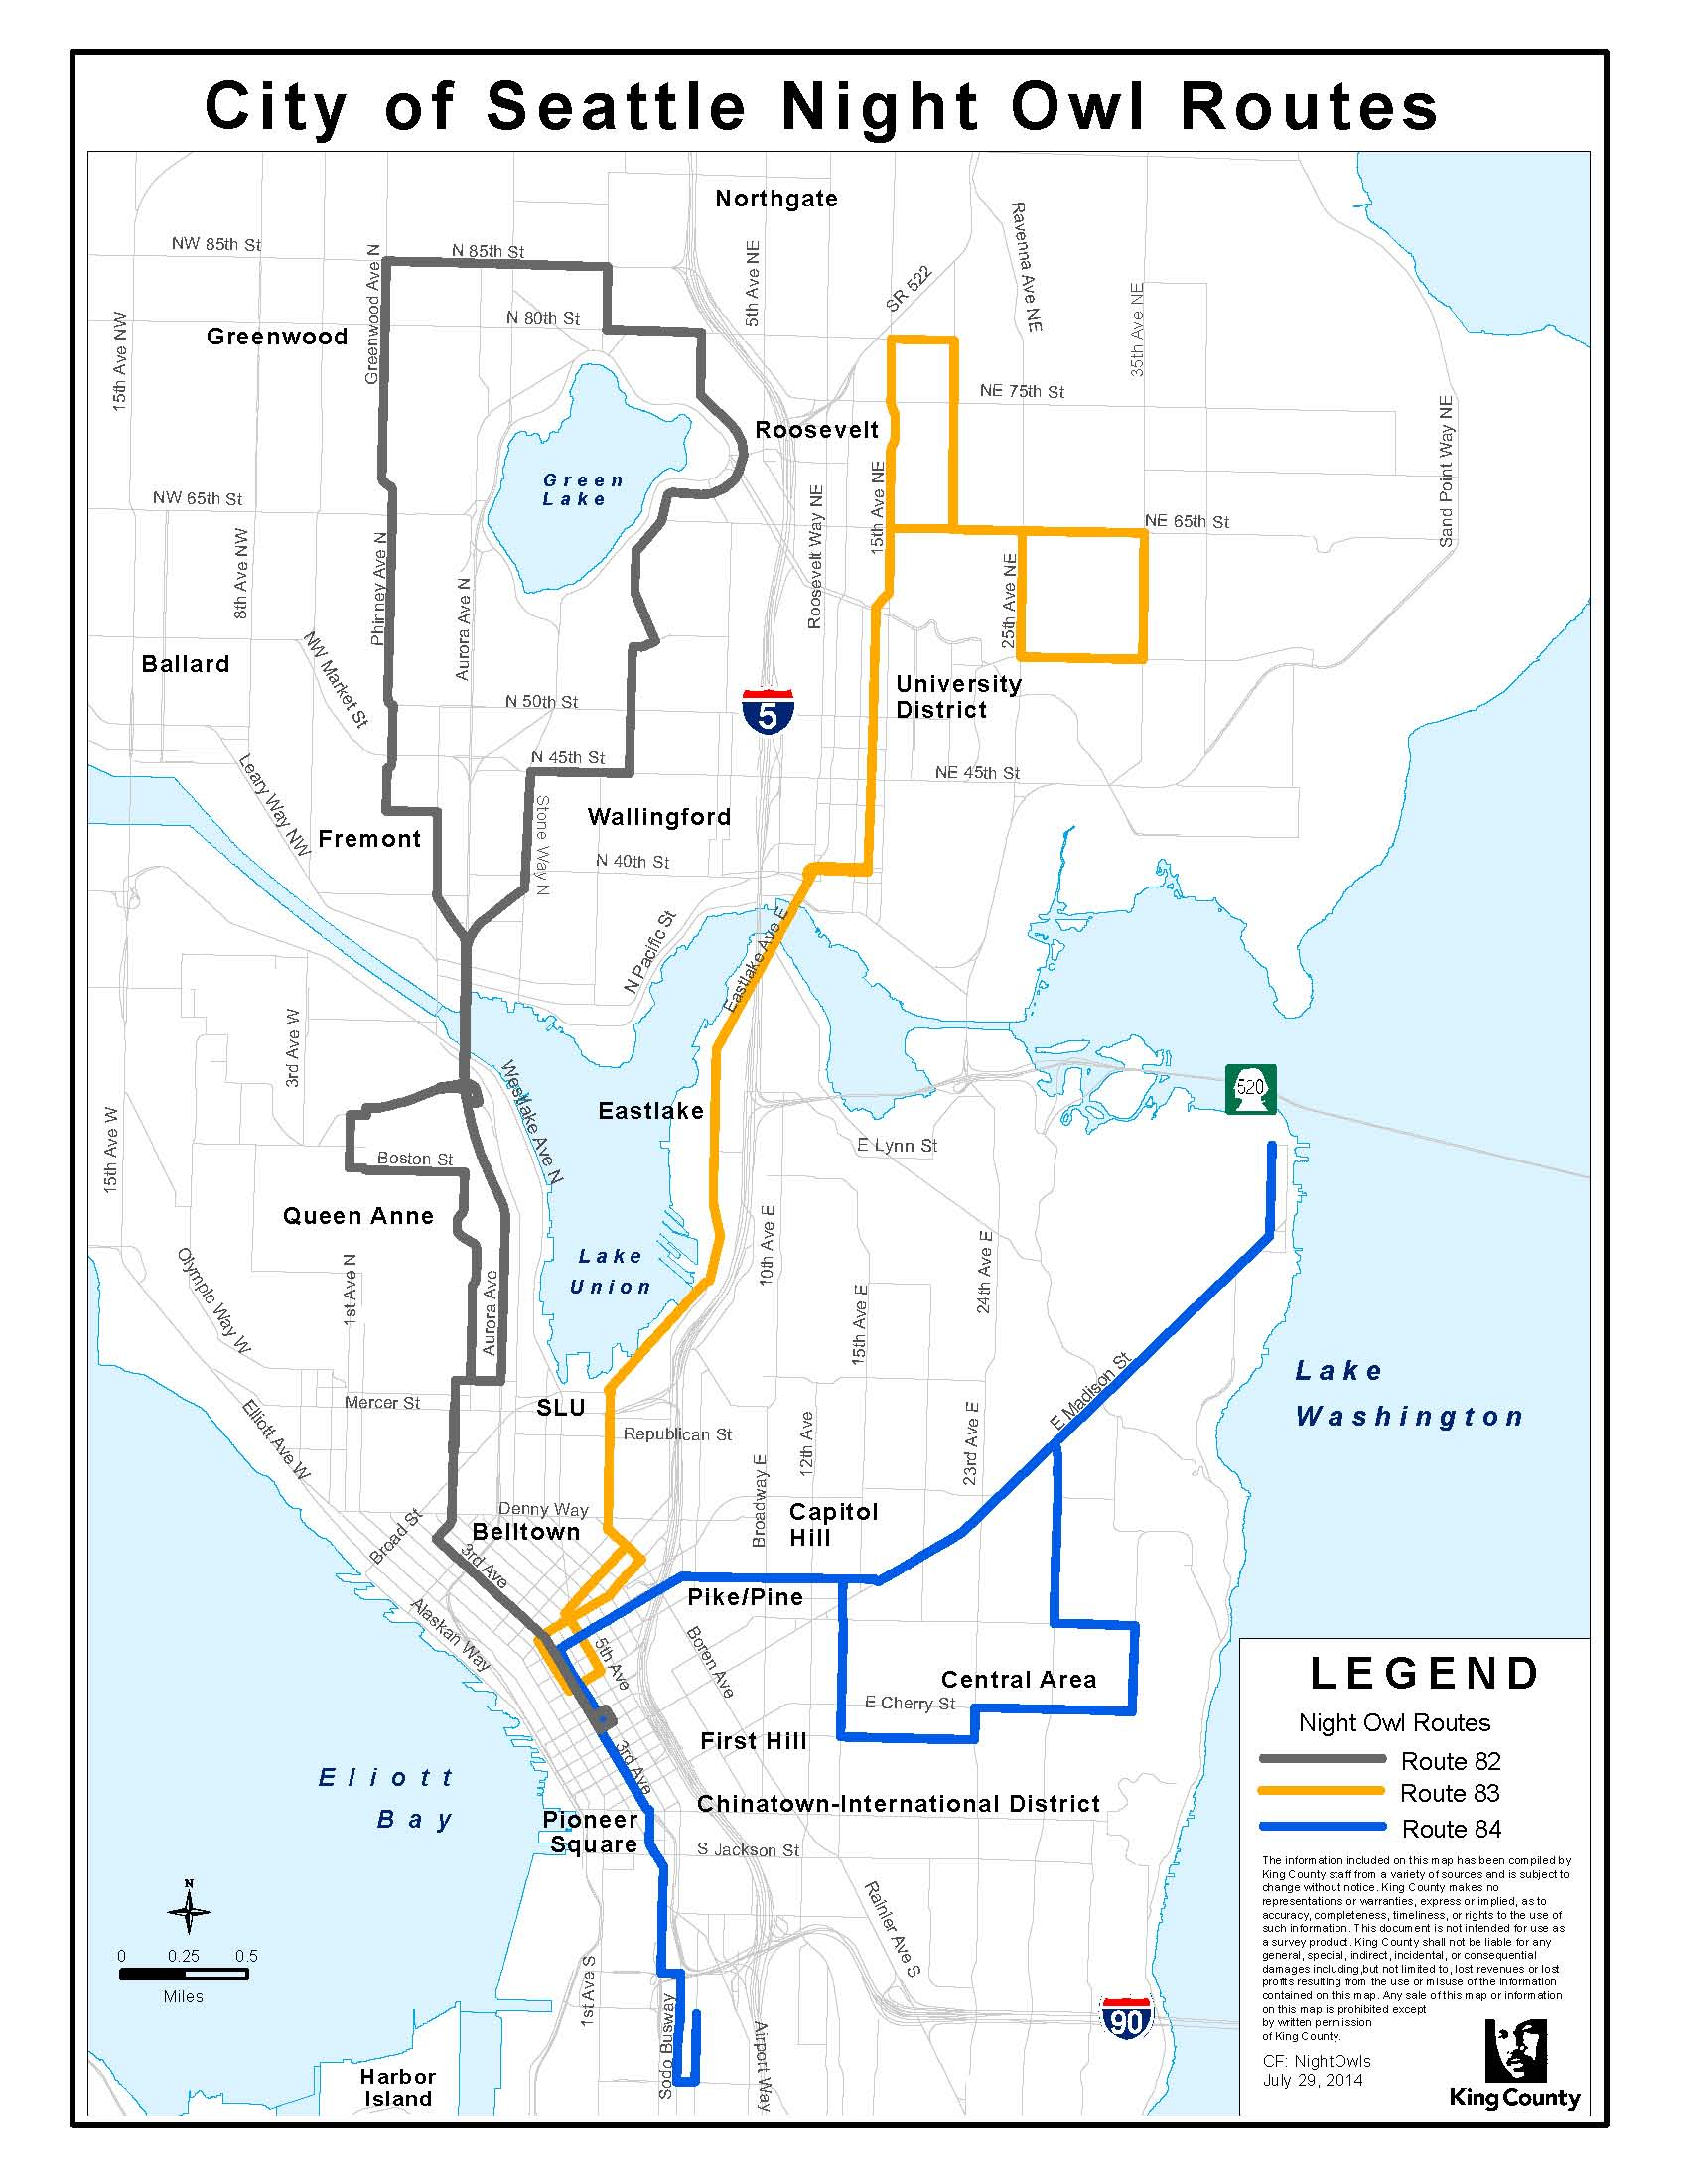 City of Seattle Night Owl Routes
Northgate
NW 85th St
N 85th St
Greenwood Ave N
5th Ave NE
SR 522
Ravenna Ave NE
35th Ave NE
15th Ave NW
Greenwood
N 80th St
NE 75th St
Roosevelt
Green
Lake
NW 65th St
8th Ave NW
Phinney Ave N
Aurora Ave N
Roosevelt Way NE
15th Ave NE
NE 65th St
Sand Point Way NE
25th Ave NE
Ballard
NW Market St
N 50th St
5
University
District
Leary Way NW
N 45th St
NE 45th St
Stone Way N
Wallingford
Fremont
N 40th St
N Pacific St
Eastlake Ave E
3rd Ave W
Westlake Ave N
520
15th Ave W
Eastlake
E Lynn St
Boston St
Queen Anne
Olympic Way W
1st Ave N
Aurora Ave
Lake
Union
10th Ave E
15th Ave E
24th Ave E
Lake
Washington
E Madison St
Mercer St
SLU
Elliott Ave W
Republican St
12th Ave
Broadway E
23rd Ave E
Denny Way
Capitol
Hill
Broad St
Belltown
3rd Ave
Alaskan Way
Pike/Pine
5th Ave
Boren Ave
Central Area
E Cherry St
First Hill
3rd Ave
Eliott
Bay
Chinatown-International District
Pioneer
Square
S Jackson St
Rainier Ave S
N
0 0.25 0.5
Miles
1st Ave S
Sodo Busway
Airport Way
90
Harbor
Island
LEGEND
Night Owl Routes
Route 82
Route 83
Route 84
The information included on this map has been compiled by
King County staff from a variety of sources and is subject to
change without notice. King County makes no
representations or warranties, express or implied, as to
accuracy, completeness, timeliness, or rights to the use of
such information. This document is not intended for use as
a survey product. King County shall not be liable for any
general, special, indirect, incidental, or consequential
damages including,but not limited to, lost revenues or lost
profits resulting from the use or misuse of the information
contained on this map. Any sale of this map or information
on this map is prohibited except
by written permission
of King County.
CF: NightOwls
July 29, 2014
King County